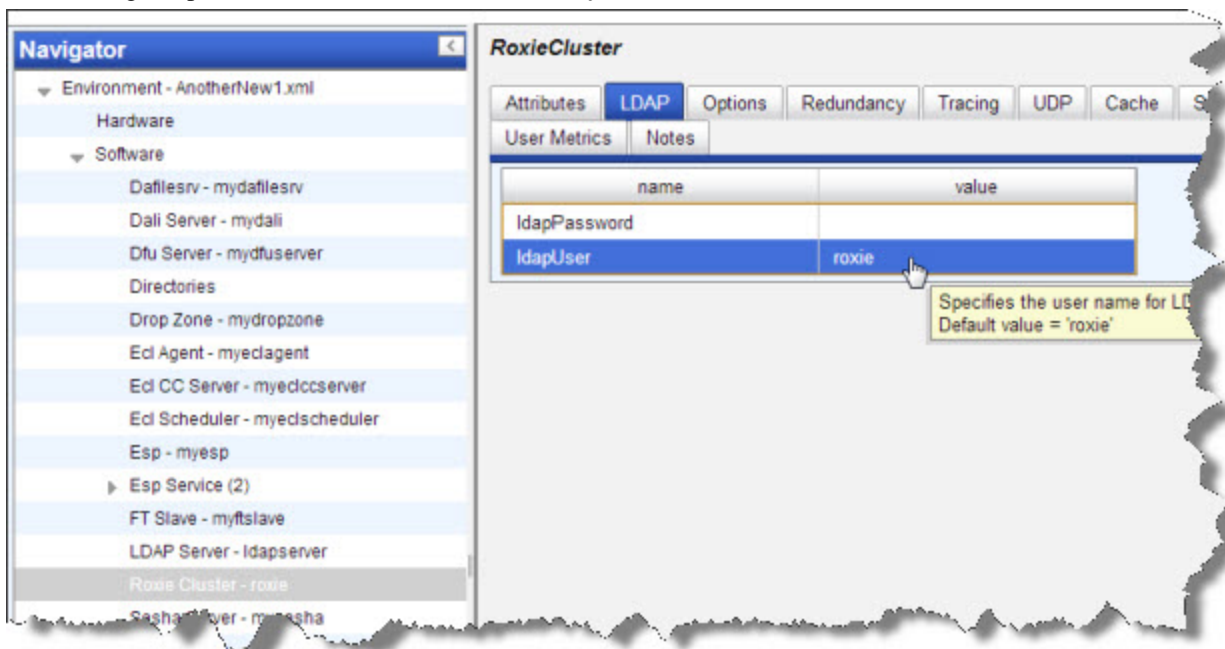 Navigator
Environment - AnotherNew1.xml
Hardware
Software
Dafilesrv - mydafilesrv
Dali Server - mydali
Dfu Server - mydfuserver
Directories
Drop Zone - mydropzone
Ecl Agent - myeclagent
Ecl CC Server - myeclccserver
Ecl Scheduler - myeclscheduler
Esp - myesp
Esp Service (2)
FT Slave - myftslave
LDAP Server - ldapserver
Roxie Cluster - roxie
RoxieCluster
Attributes LDAP Options Redundancy Tracing UDP Cache
User Metrics Notes
name value
ldapPassword
ldapUser roxie
Specifies the user name for
Default value = 'roxie'